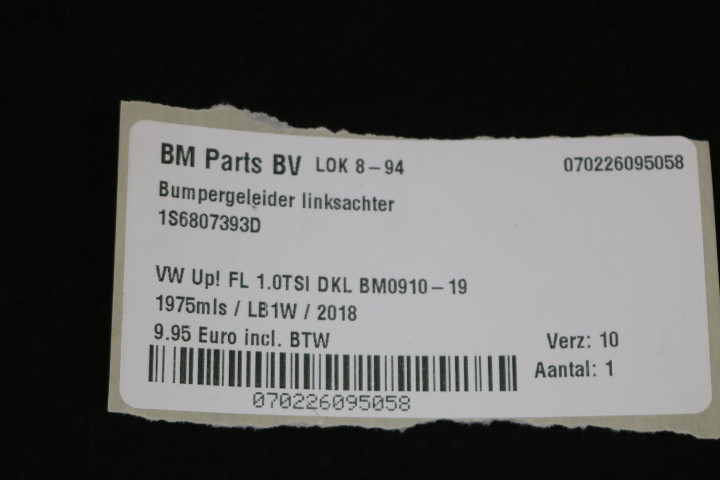 BM Parts BV LOK 8-94 070226095058
Bumpergeleider linksachter
1S6807393D
VW Up! FL 1.0TSI DKL BM0910-19
1975mls / LB1W / 2018
9.95 Euro incl. BTW Verz: 10
Aantal: 1
070226095058